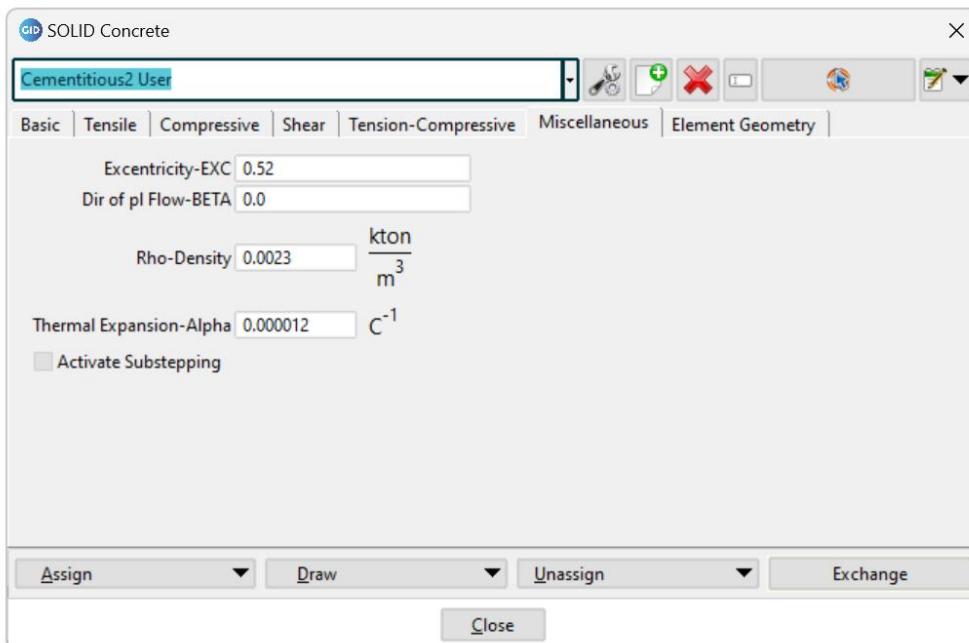 GiD SOLID Concrete
Cementitious2 User
Basic Tensile Compressive Shear Tension-Compressive Miscellaneous Element Geometry
Excentricity-EXC 0.52
Dir of pl Flow-BETA 0.0
Rho-Density 0.0023 kton/m³
Thermal Expansion-Alpha 0.000012 C⁻¹
Activate Substepping
Assign Draw Unassign Exchange
Close